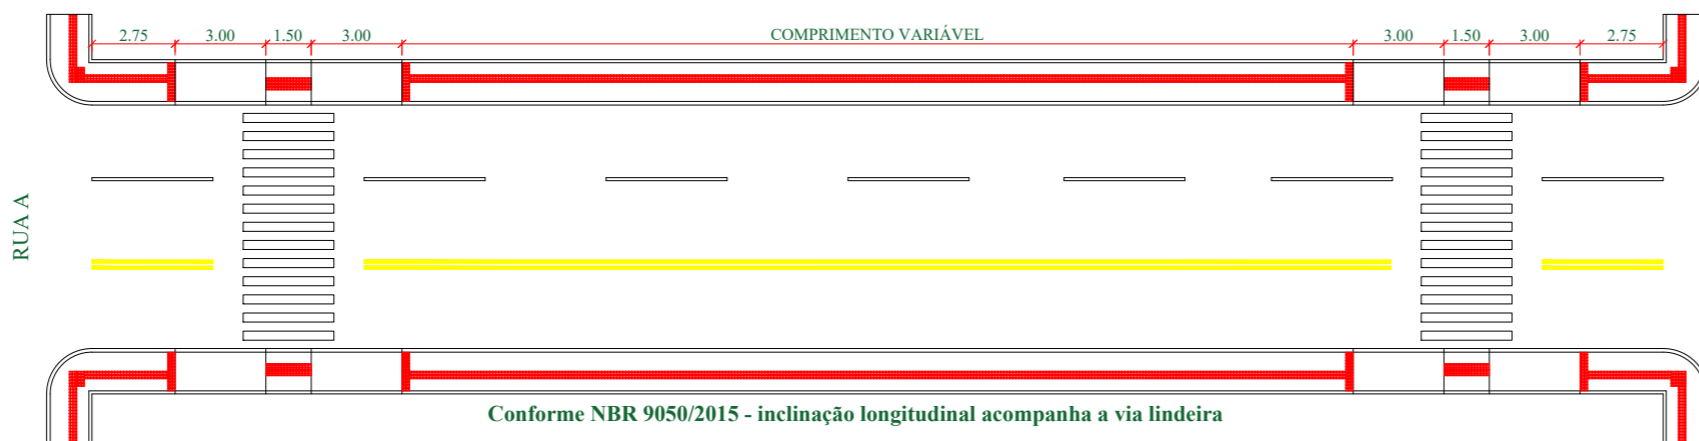 2.75 3.00 1.50 3.00 COMPRIMENTO VARIÁVEL 3.00 1.50 3.00 2.75
RUA A
Conforme NBR 9050/2015 - inclinação longitudinal acompanha a via lindeira